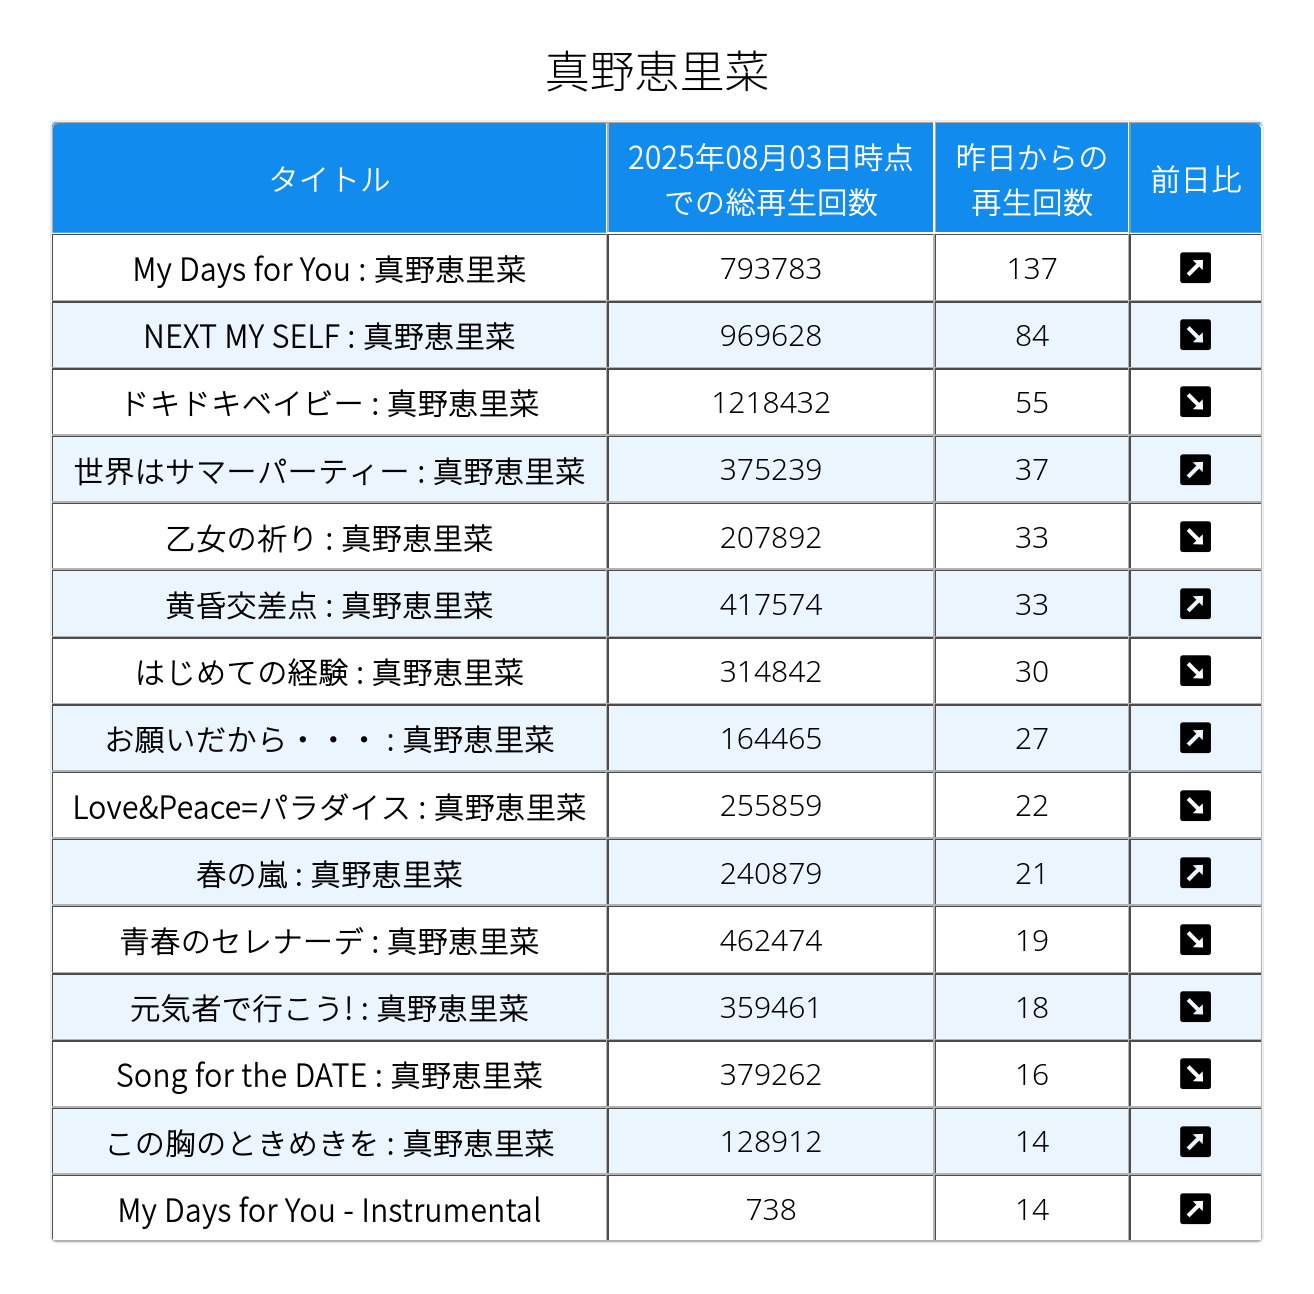 真野恵里菜
タイトル
2025年08月03日時点
での総再生回数
昨日からの
再生回数
前日比
My Days for You : 真野恵里菜 793783 137 ↗
NEXT MY SELF : 真野恵里菜 969628 84 ↘
ドキドキベイビー : 真野恵里菜 1218432 55 ↘
世界はサマーパーティー : 真野恵里菜 375239 37 ↗
乙女の祈り : 真野恵里菜 207892 33 ↘
黄昏交差点 : 真野恵里菜 417574 33 ↗
はじめての経験 : 真野恵里菜 314842 30 ↘
お願いだから・・・ : 真野恵里菜 164465 27 ↗
Love&Peace=パラダイス : 真野恵里菜 255859 22 ↘
春の嵐 : 真野恵里菜 240879 21 ↗
青春のセレナーデ : 真野恵里菜 462474 19 ↘
元気者で行こう! : 真野恵里菜 359461 18 ↘
Song for the DATE : 真野恵里菜 379262 16 ↘
この胸のときめきを : 真野恵里菜 128912 14 ↗
My Days for You - Instrumental 738 14 ↗